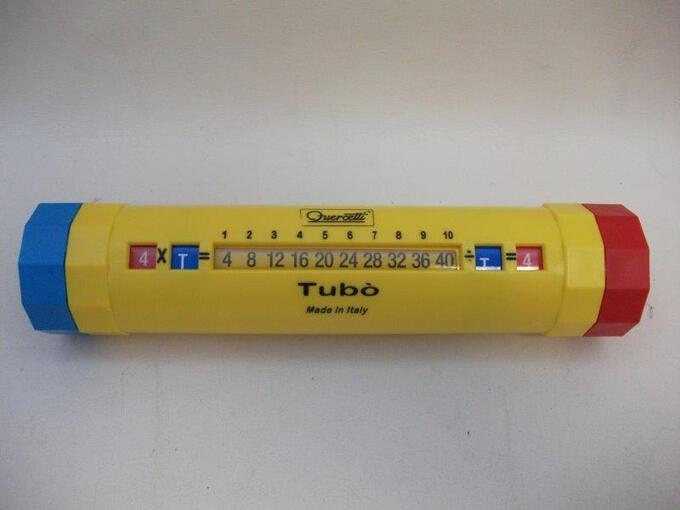 Quercetti
1 2 3 4 5 6 7 8 9 10
4 X T = 4 8 12 16 20 24 28 32 36 40 ÷ T = 4
Tubò
Made in Italy